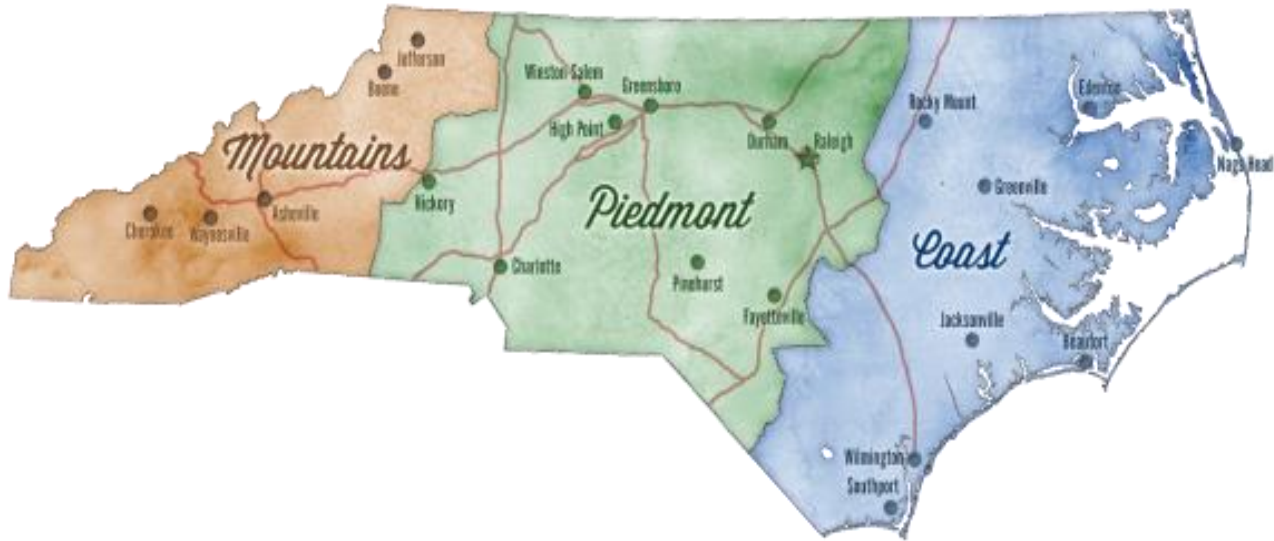 Jefferson
Boone
Mountains
Cherokee
Waynesville
Asheville
Winston-Salem
Greensboro
High Point
Durham
Raleigh
Hickory
Piedmont
Charlotte
Pinehurst
Fayetteville
Rocky Mount
Edenton
Nags Head
Greenville
Coast
Jacksonville
Beaufort
Wilmington
Southport